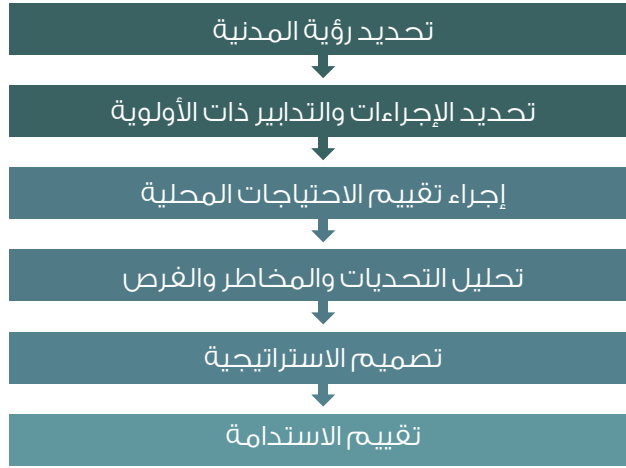 تحديد رؤية المدنية
تحديد الإجراءات والتدابير ذات الأولوية
إجراء تقييم الاحتياجات المحلية
تحليل التحديات والمخاطر والفرص
تصميم الاستراتيجية
تقييم الاستدامة